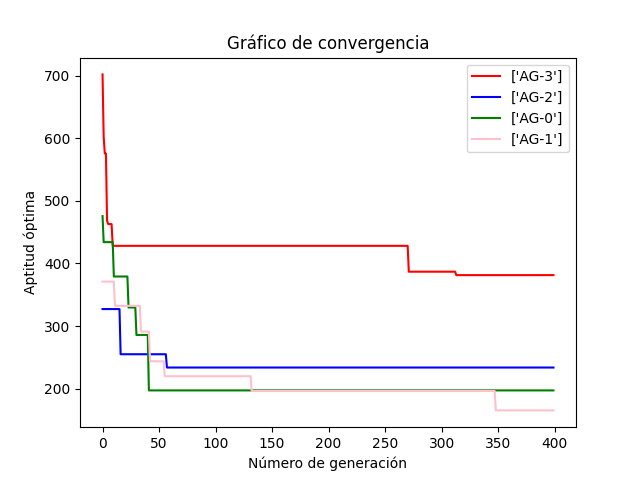 Gráfico de convergencia
['AG-3']
['AG-2']
['AG-0']
['AG-1']
Aptitud óptima
700
600
500
400
300
200
0 50 100 150 200 250 300 350 400
Número de generación